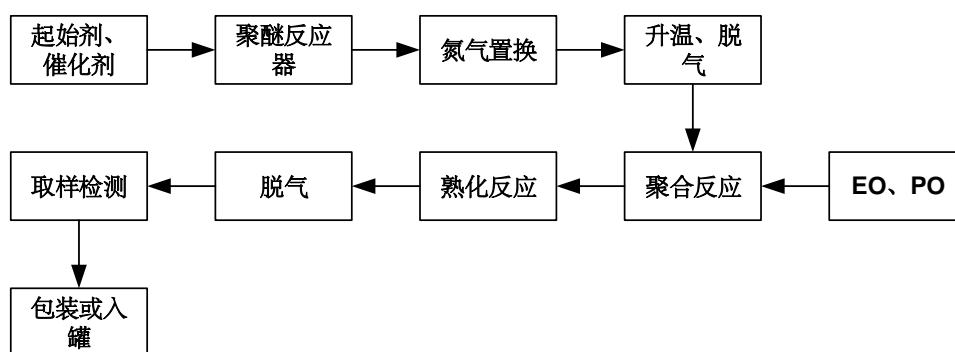 起始剂、
催化剂
聚醚反应
器
氮气置换
升温、脱
气
取样检测
脱气
熟化反应
聚合反应
EO、PO
包装或入
罐